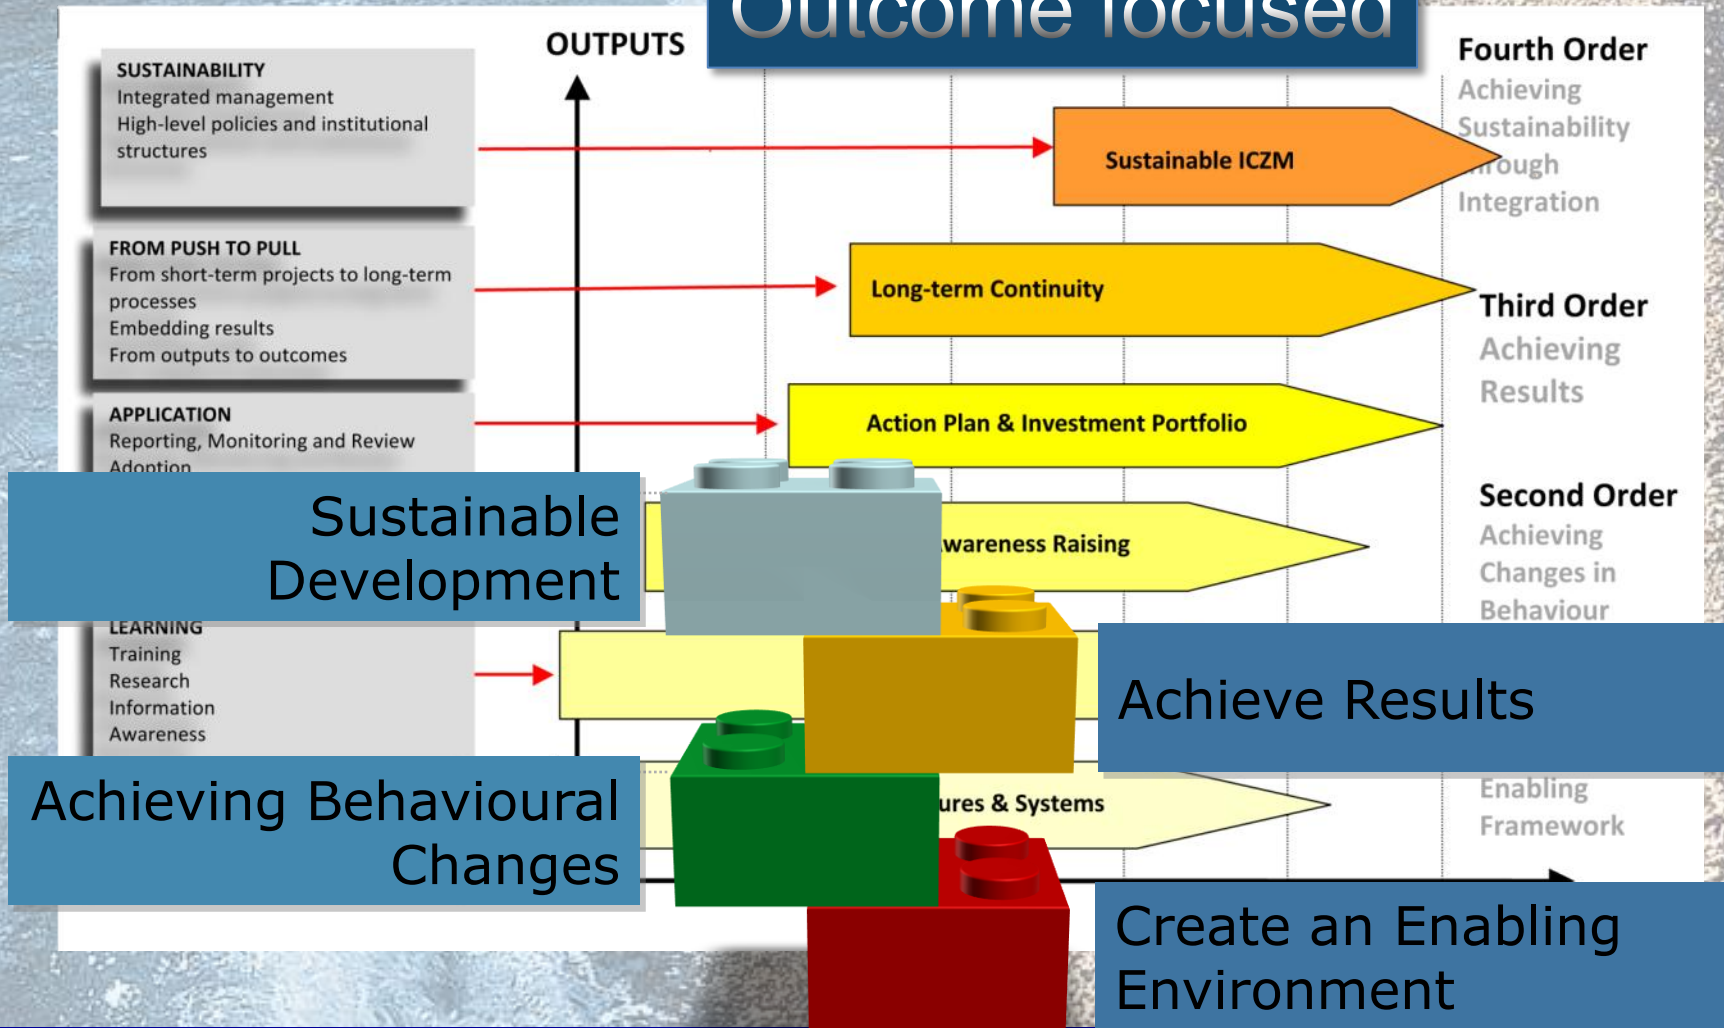 Outcome focused
OUTPUTS
SUSTAINABILITY
Integrated management
High-level policies and institutional
structures
FROM PUSH TO PULL
From short-term projects to long-term
processes
Embedding results
From outputs to outcomes
APPLICATION
Reporting, Monitoring and Review
Adoption
LEARNING
Training
Research
Information
Awareness
Sustainable ICZM
Long-term Continuity
Action Plan & Investment Portfolio
Raising
& Systems
Fourth Order
Achieving
Sustainability
Integration
Third Order
Achieving
Results
Second Order
Achieving
Changes in
Behaviour
Enabling
Framework
Sustainable
Development
Achieve Results
Achieving Behavioural
Changes
Create an Enabling
Environment